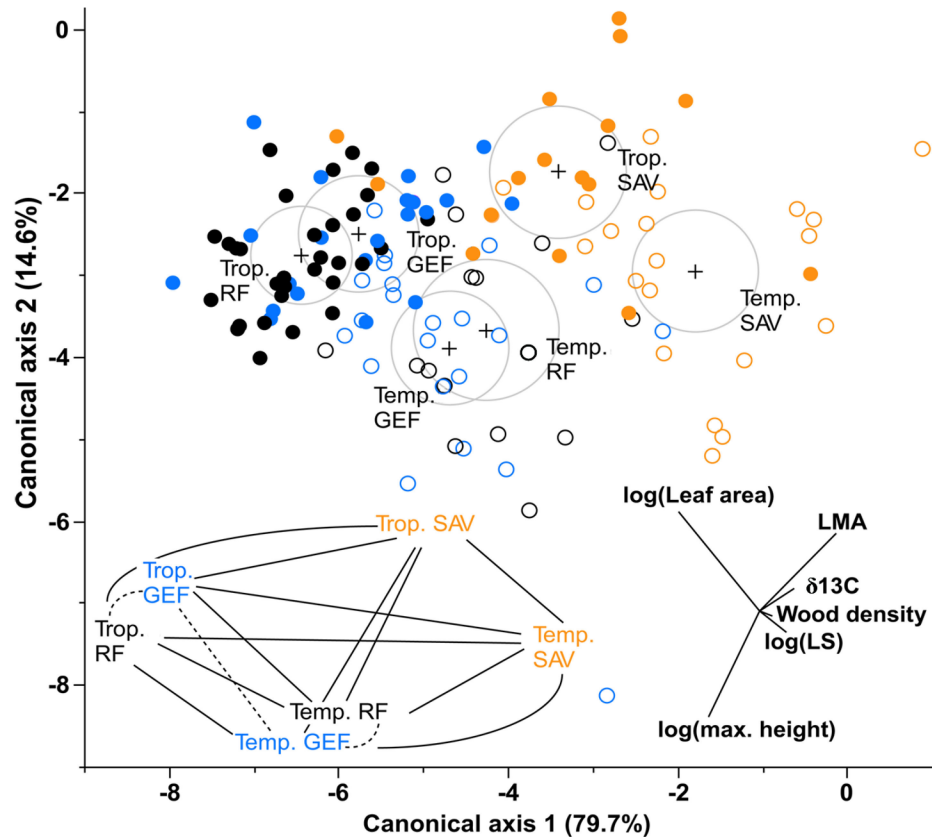 0
-2
-4
-6
-8
Canonical axis 2 (14.6%)
Trop.
SAV
Trop.
GEF
Trop.
RF
Temp.
SAV
Temp.
RF
Temp.
GEF
log(Leaf area)
LMA
δ13C
Wood density
log(LS)
log(max. height)
Trop. SAV
Trop.
GEF
Trop.
RF
Temp.
SAV
Temp. RF
Temp. GEF
-8
-6
-4
-2
0
Canonical axis 1 (79.7%)